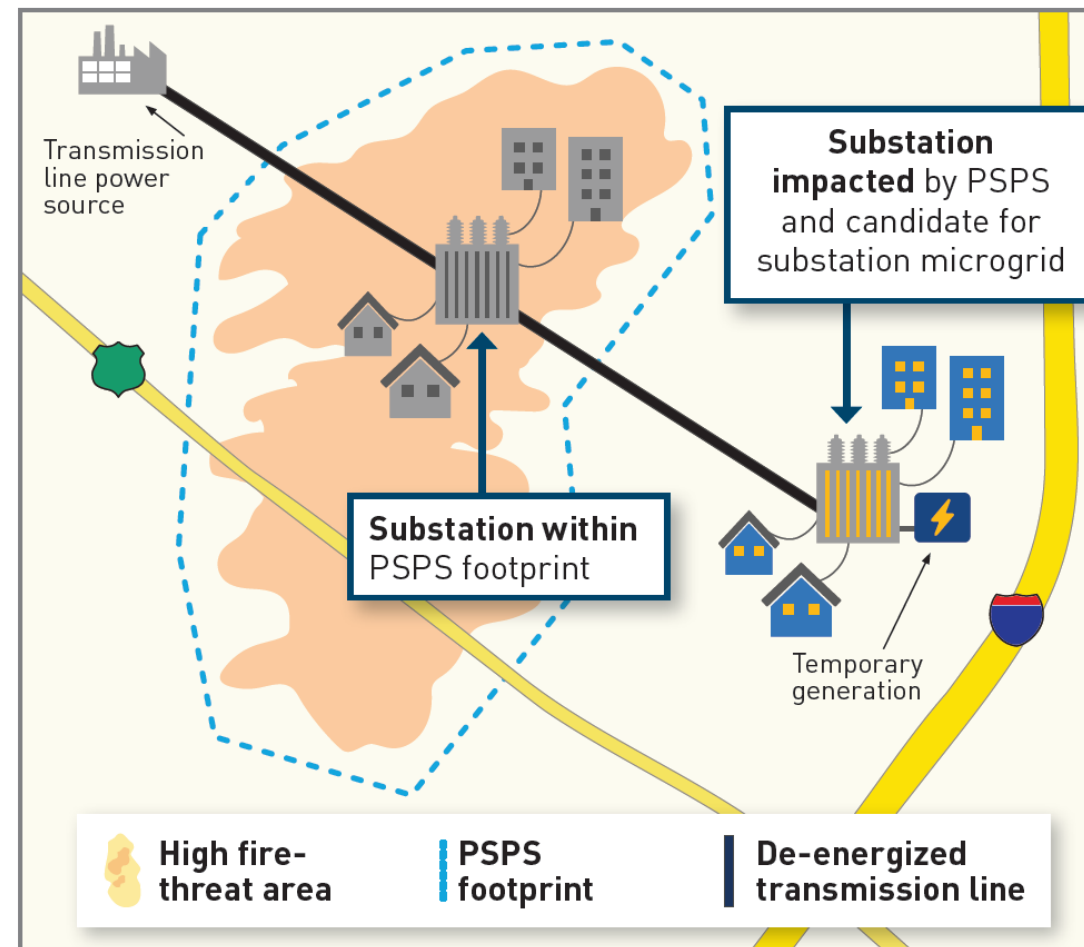 Transmission
line power
source
Substation
impacted by PSPS
and candidate for
substation microgrid
Substation within
PSPS footprint
Temporary
generation
High fire-
threat area
PSPS
footprint
De-energized
transmission line